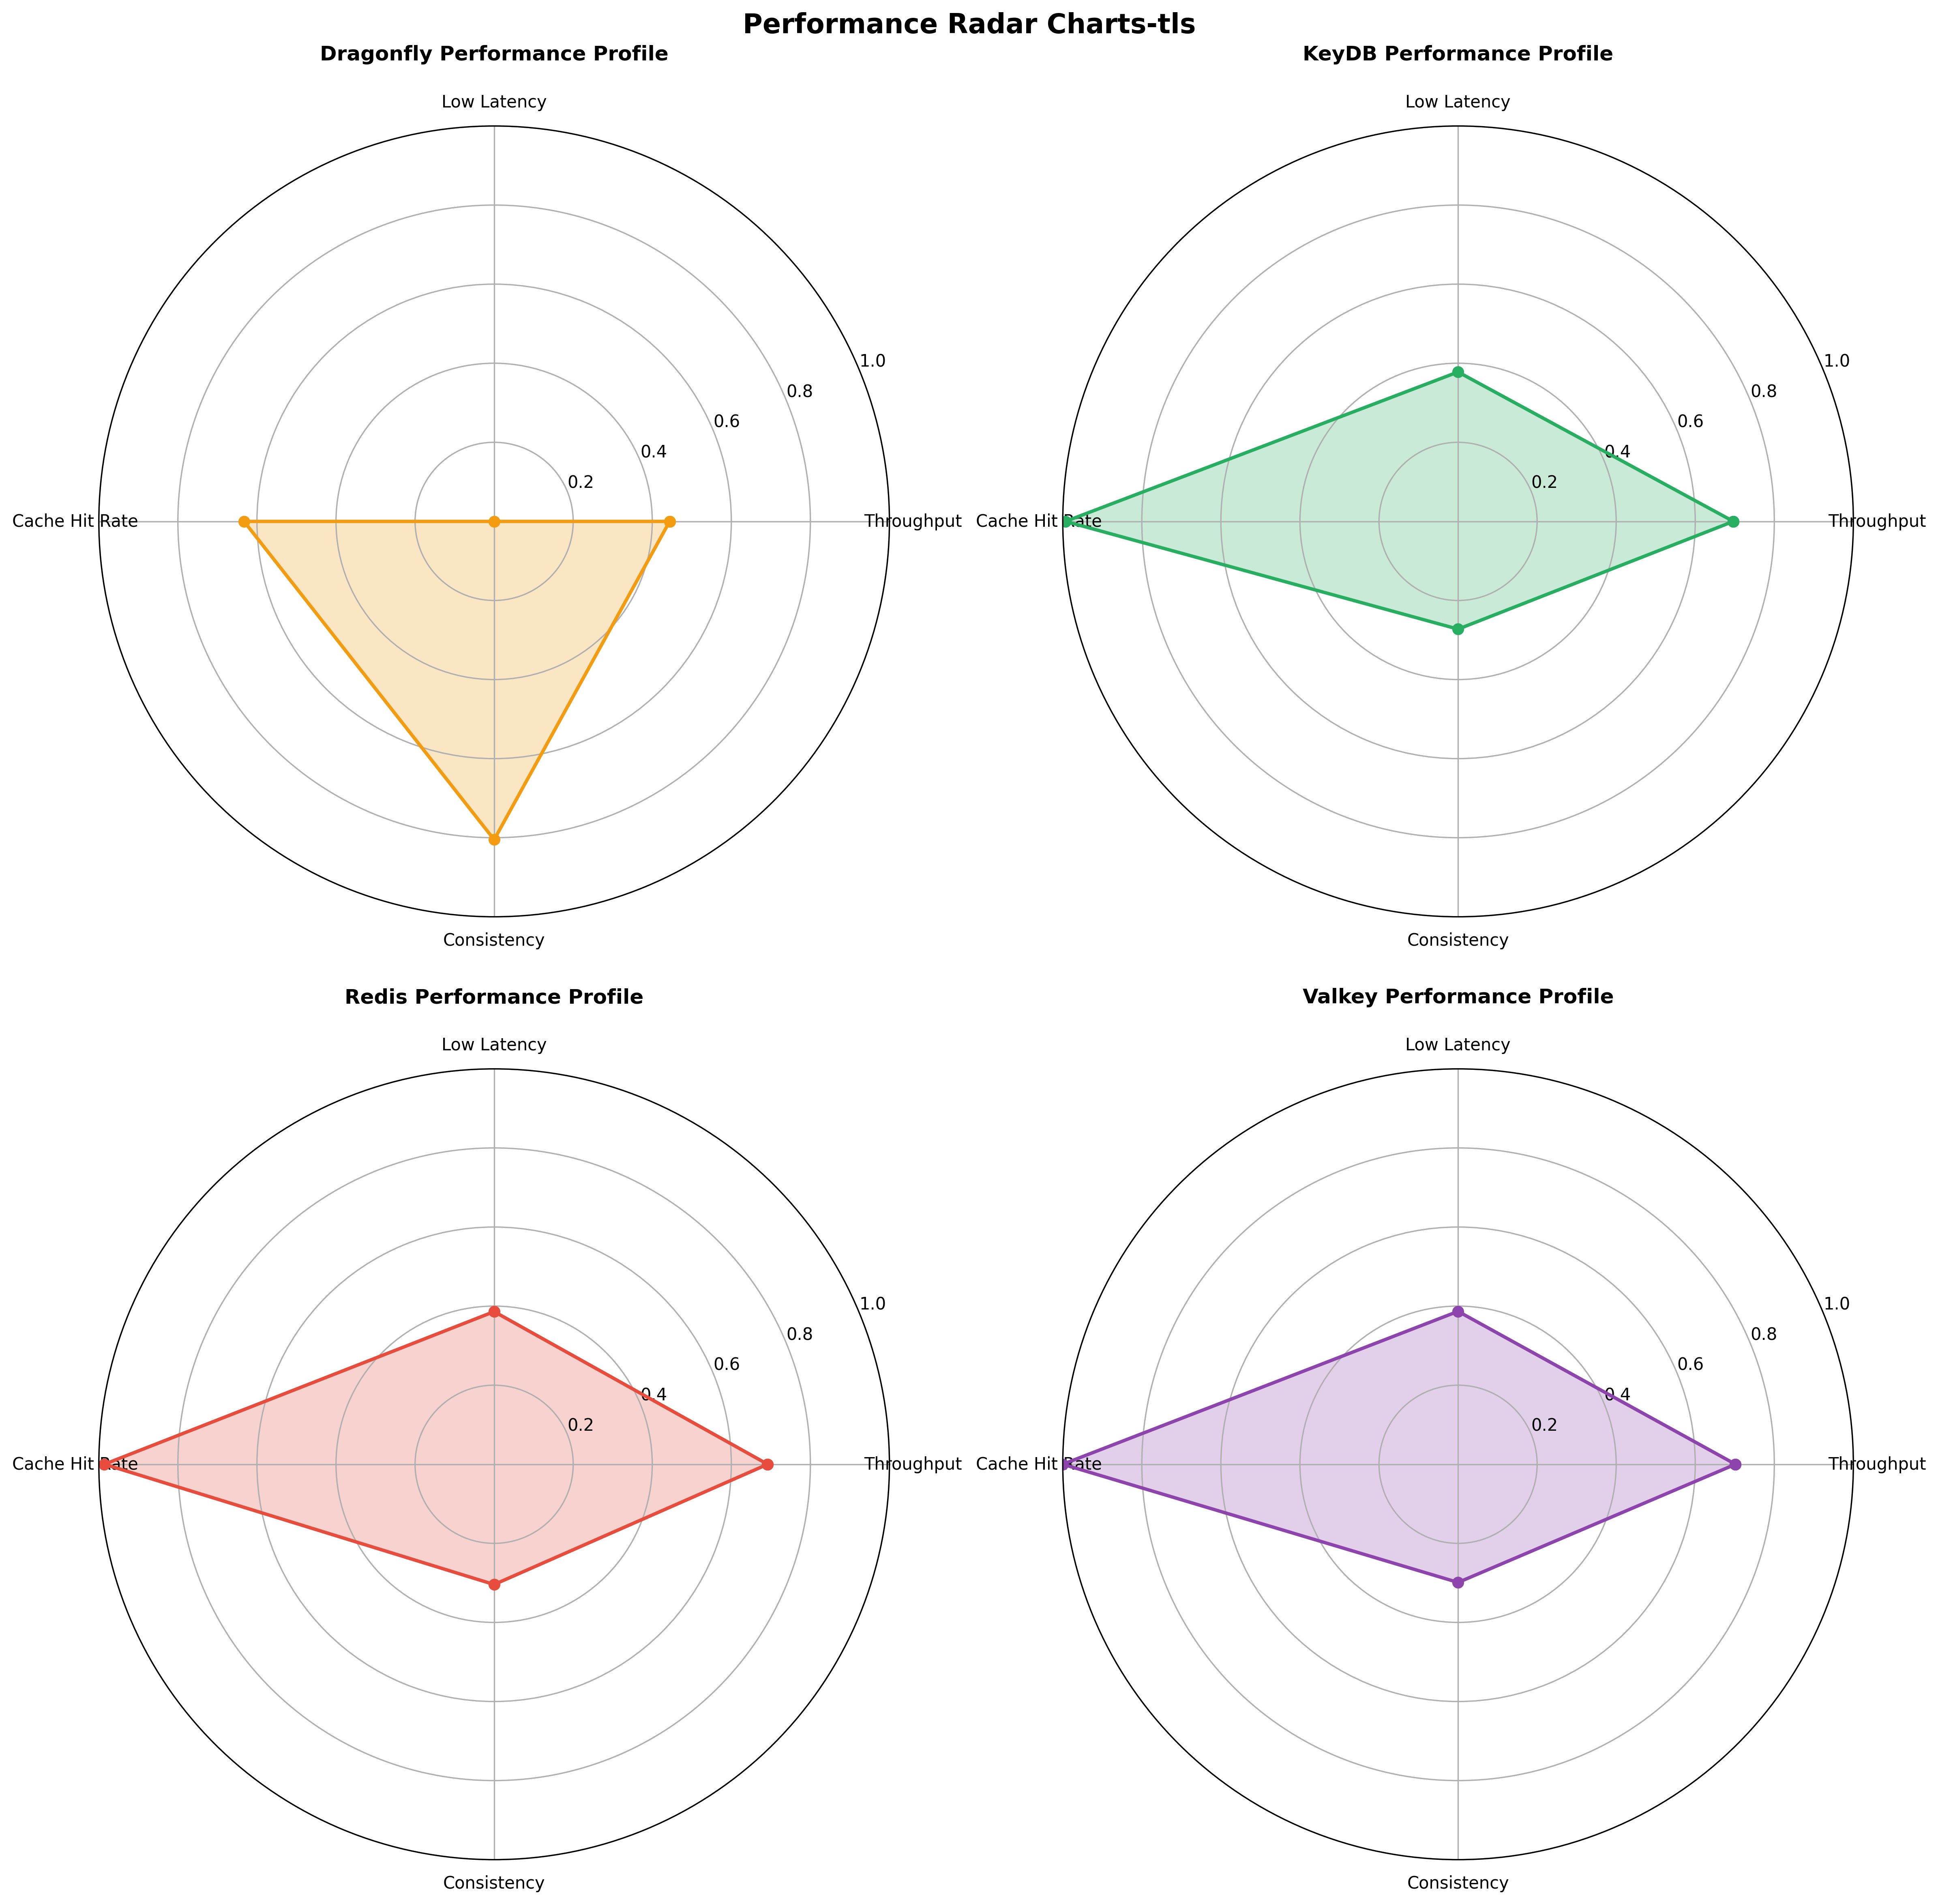 Performance Radar Charts-tls
Dragonfly Performance Profile
Low Latency
1.0
0.8
0.6
0.4
0.2
Cache Hit Rate
Throughput
Consistency
KeyDB Performance Profile
Low Latency
1.0
0.8
0.6
0.4
0.2
Cache Hit Rate
Throughput
Consistency
Redis Performance Profile
Low Latency
1.0
0.8
0.6
0.4
0.2
Cache Hit Rate
Throughput
Consistency
Valkey Performance Profile
Low Latency
1.0
0.8
0.6
0.4
0.2
Cache Hit Rate
Throughput
Consistency